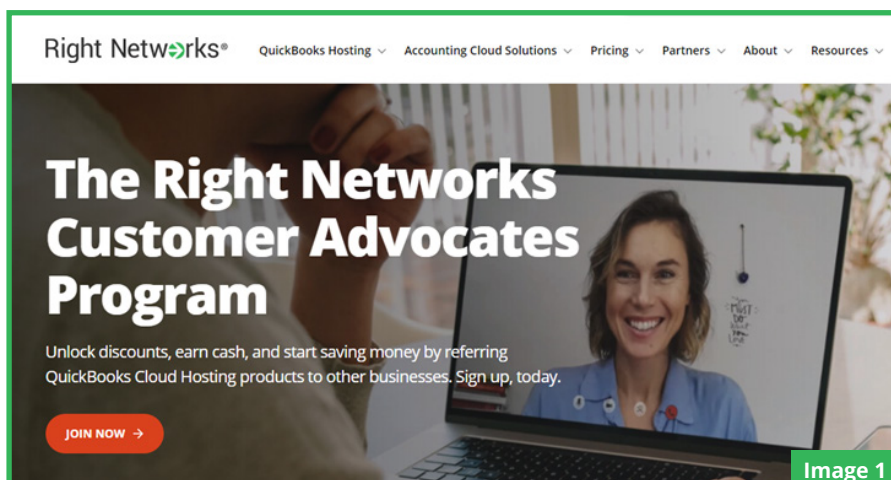 Right Networks®
QuickBooks Hosting
Accounting Cloud Solutions
Pricing
Partners
About
Resources
The Right Networks
Customer Advocates
Program
Unlock discounts, earn cash, and start saving money by referring
QuickBooks Cloud Hosting products to other businesses. Sign up, today.
JOIN NOW →
Image 1